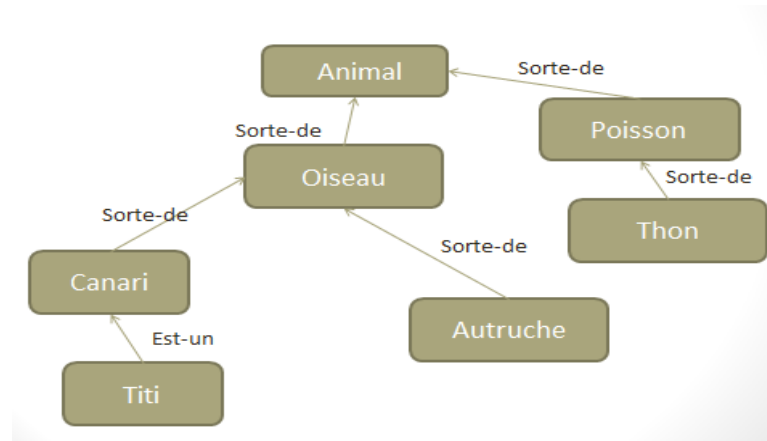 Animal
Sorte-de
Poisson
Sorte-de
Oiseau
Sorte-de
Sorte-de
Thon
Sorte-de
Canari
Autruche
Est-un
Titi